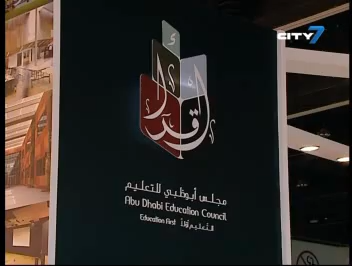 CITY7
اقرأ
مجلس أبوظبي للتعليم
Abu Dhabi Education Council
Education First التعليم أولاً